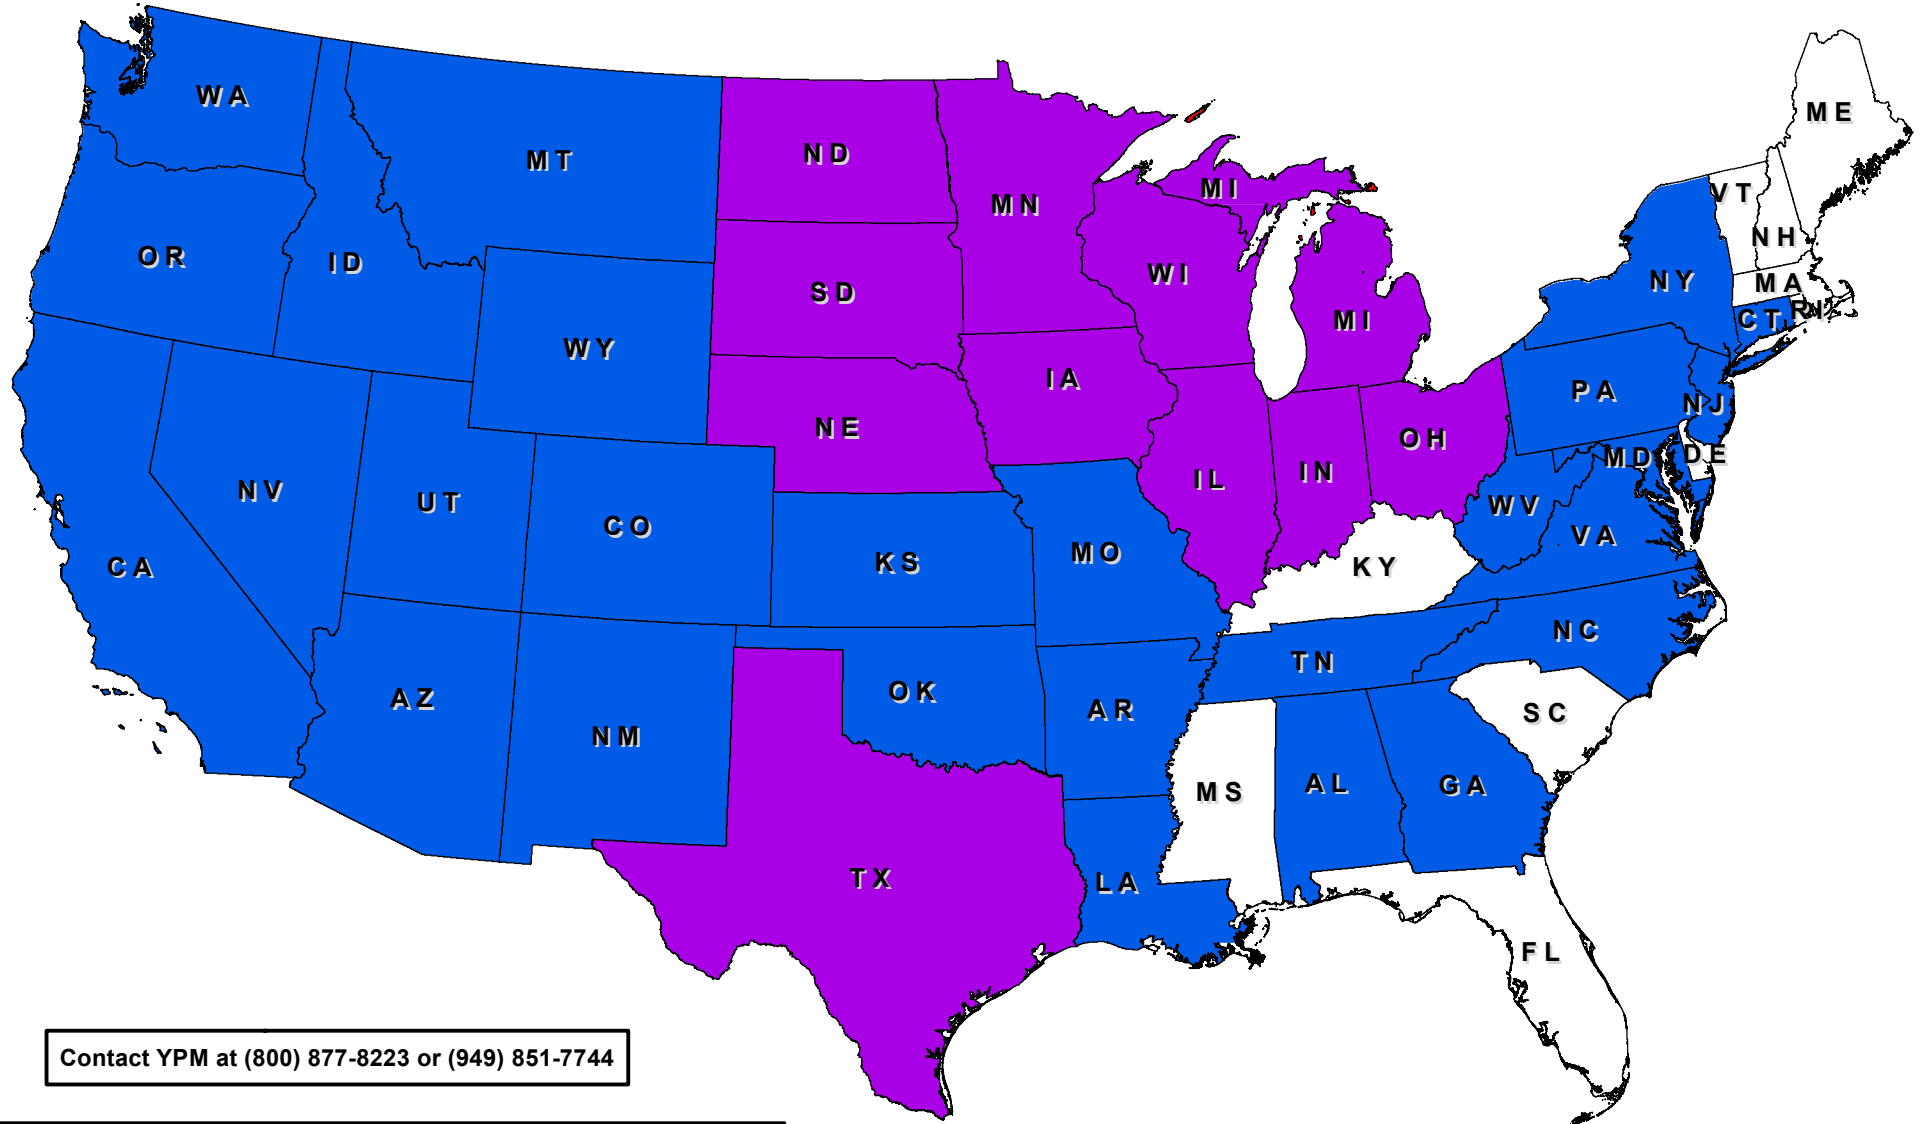 WA
MT
ND
MN
MI
ME
VT
NH
OR
ID
SD
WI
MI
NY
MA
RI
CT
WY
IA
PA
NJ
NE
OH
MD
DE
NV
UT
CO
IL
IN
WV
VA
CA
KS
MO
KY
NC
TN
AZ
NM
OK
AR
SC
MS
AL
GA
TX
LA
FL
Contact YPM at (800) 877-8223 or (949) 851-7744